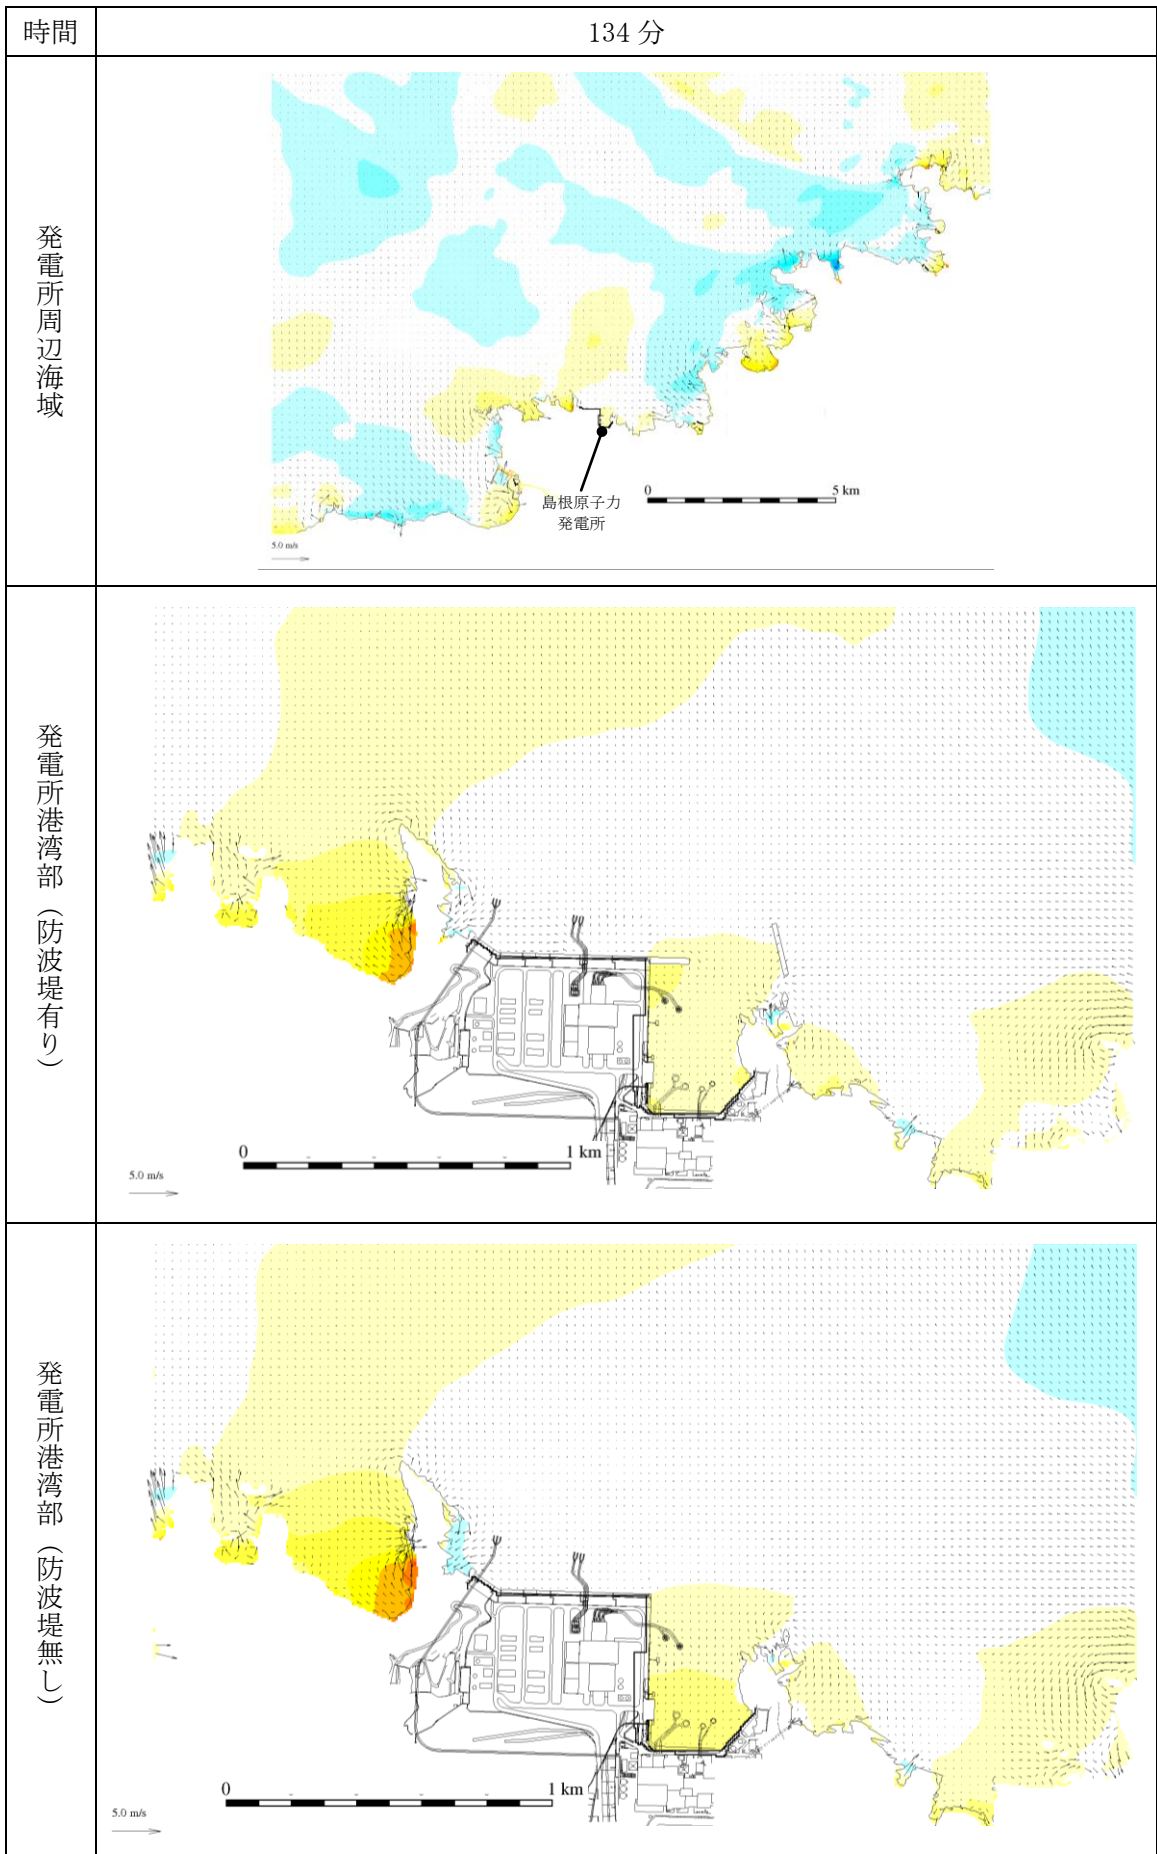 時間
134 分
発電所周辺海域
島根原子力
発電所
0 5 km
5.0 m/s
発電所港湾部（防波堤有り）
0 1 km
5.0 m/s
発電所港湾部（防波堤無し）
0 1 km
5.0 m/s